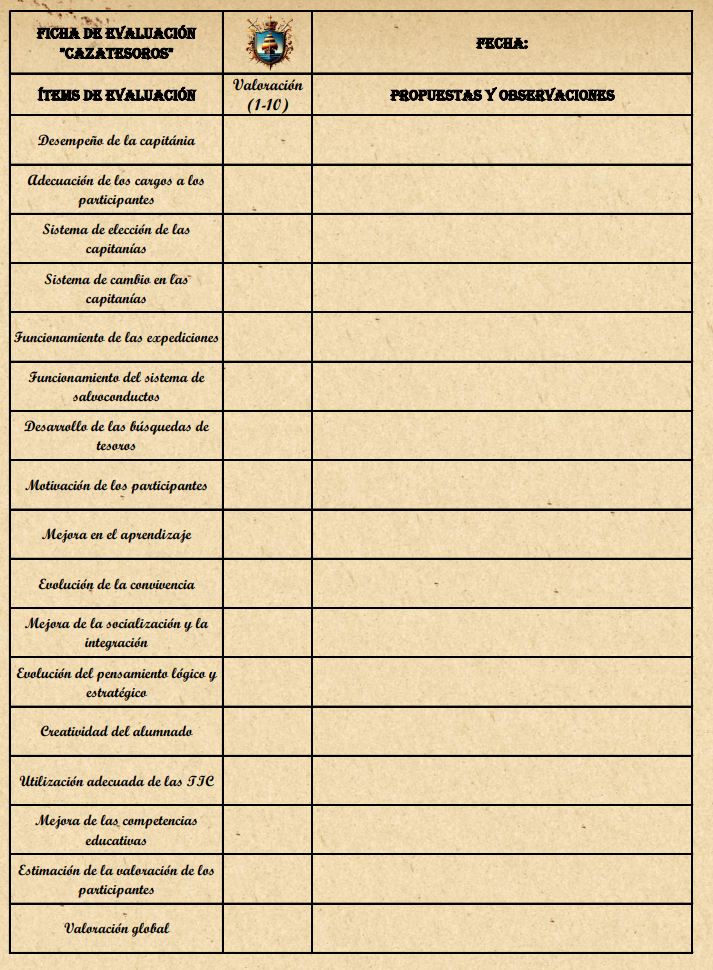 FICHA DE EVALUACIÓN
"CAZATESOROS"
FECHA:
ÍTEMS DE EVALUACIÓN
Valoración
(1-10)
PROPUESTAS Y OBSERVACIONES
Desempeño de la capitánia
Adecuación de los cargos a los
participantes
Sistema de elección de las
capitanías
Sistema de cambio en las
capitanías
Funcionamiento de las expediciones
Funcionamiento del sistema de
salvoconductos
Desarrollo de las búsquedas de
tesoros
Motivación de los participantes
Mejora en el aprendizaje
Evolución de la convivencia
Mejora de la socialización y la
integración
Evolución del pensamiento lógico y
estratégico
Creatividad del alumnado
Utilización adecuada de las TIC
Mejora de las competencias
educativas
Estimación de la valoración de los
participantes
Valoración global